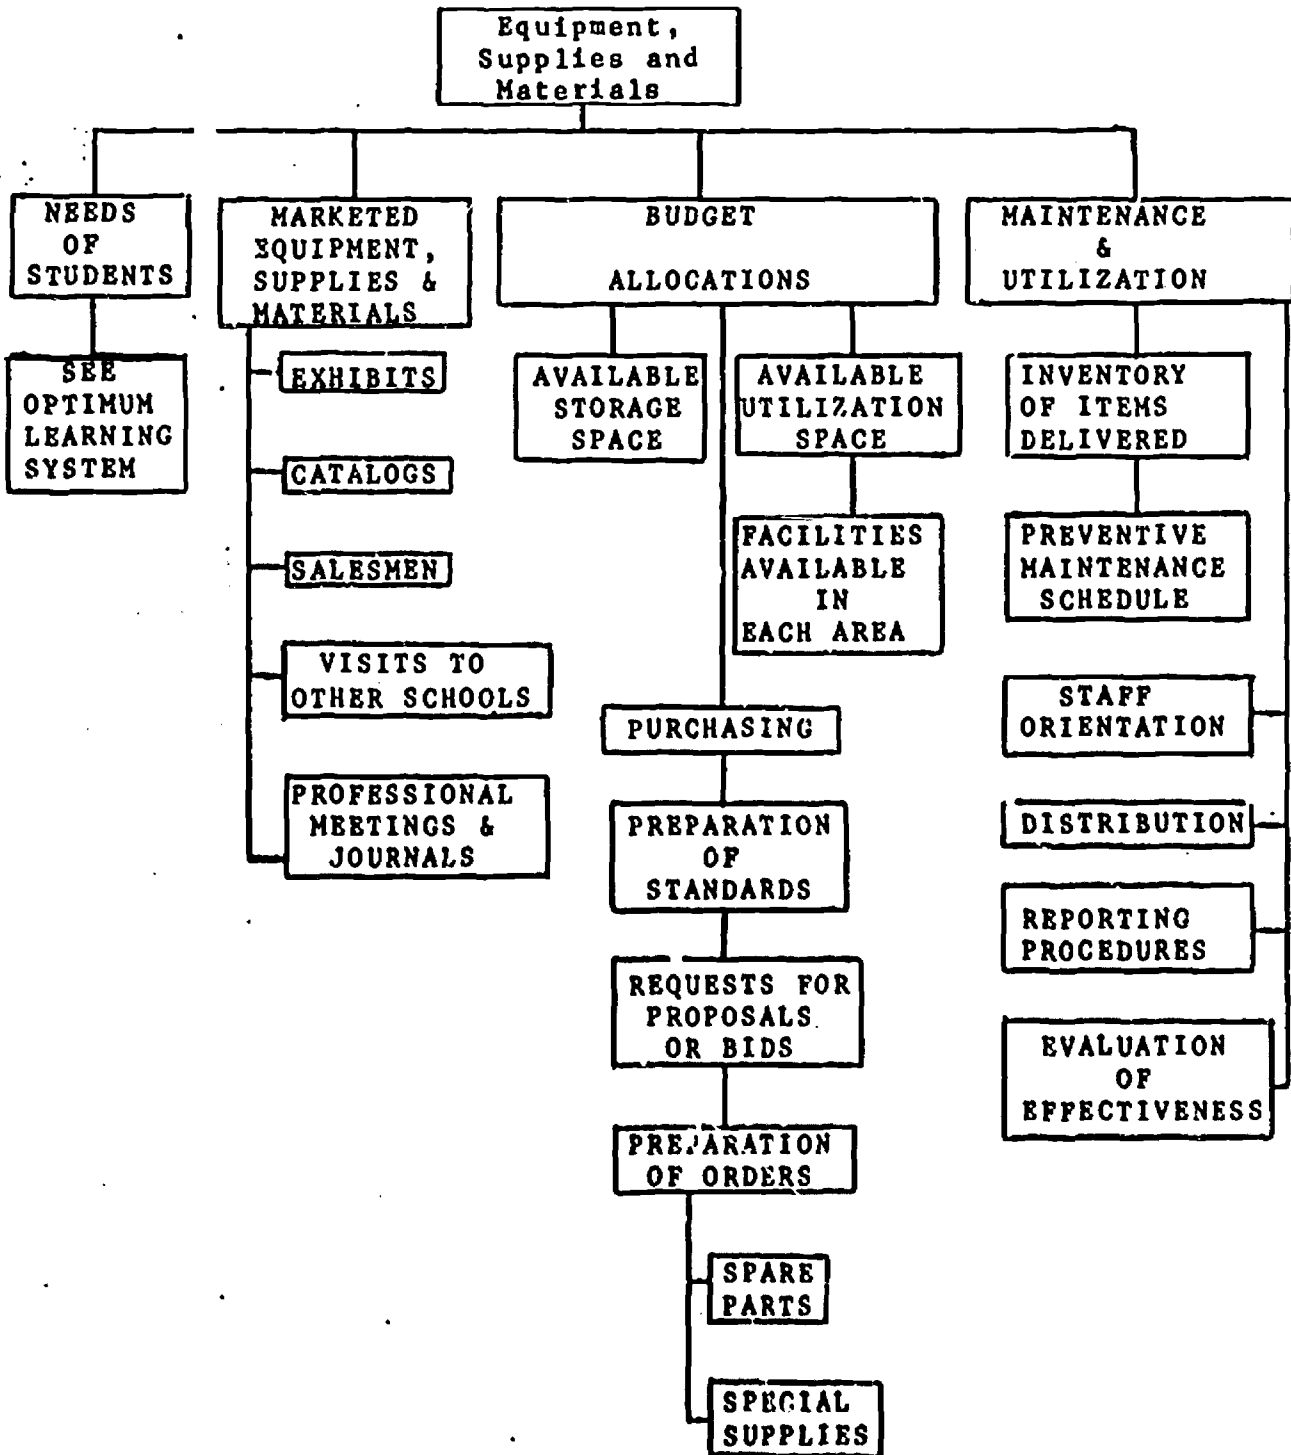 Equipment,
Supplies and
Materials
NEEDS
OF
STUDENTS
SEE
OPTIMUM
LEARNING
SYSTEM
MARKETED
EQUIPMENT,
SUPPLIES &
MATERIALS
EXHIBITS
CATALOGS
SALESMEN
VISITS TO
OTHER SCHOOLS
PROFESSIONAL
MEETINGS &
JOURNALS
BUDGET
ALLOCATIONS
AVAILABLE
STORAGE
SPACE
AVAILABLE
UTILIZATION
SPACE
FACILITIES
AVAILABLE
IN
EACH AREA
PURCHASING
PREPARATION
OF
STANDARDS
REQUESTS FOR
PROPOSALS
OR BIDS
PREPARATION
OF ORDERS
SPARE
PARTS
SPECIAL
SUPPLIES
MAINTENANCE
&
UTILIZATION
INVENTORY
OF ITEMS
DELIVERED
PREVENTIVE
MAINTENANCE
SCHEDULE
STAFF
ORIENTATION
DISTRIBUTION
REPORTING
PROCEDURES
EVALUATION
OF
EFFECTIVENESS